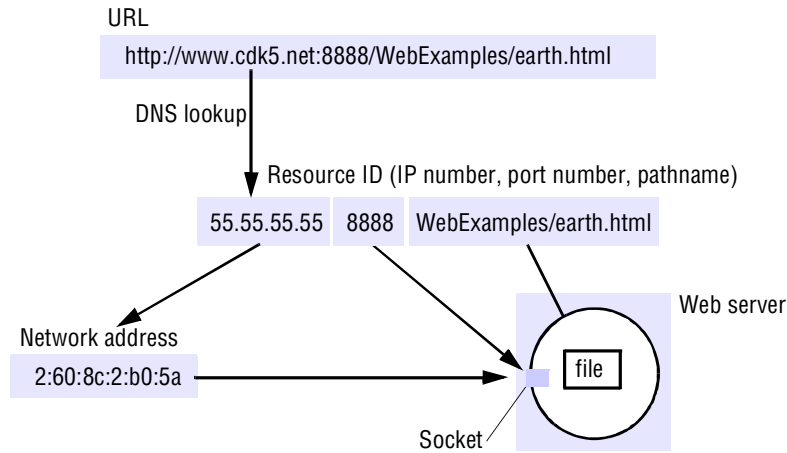 URL
http://www.cdk5.net:8888/WebExamples/earth.html
DNS lookup
Resource ID (IP number, port number, pathname)
55.55.55.55 8888 WebExamples/earth.html
Web server
Network address
2:60:8c:2:b0:5a
file
Socket